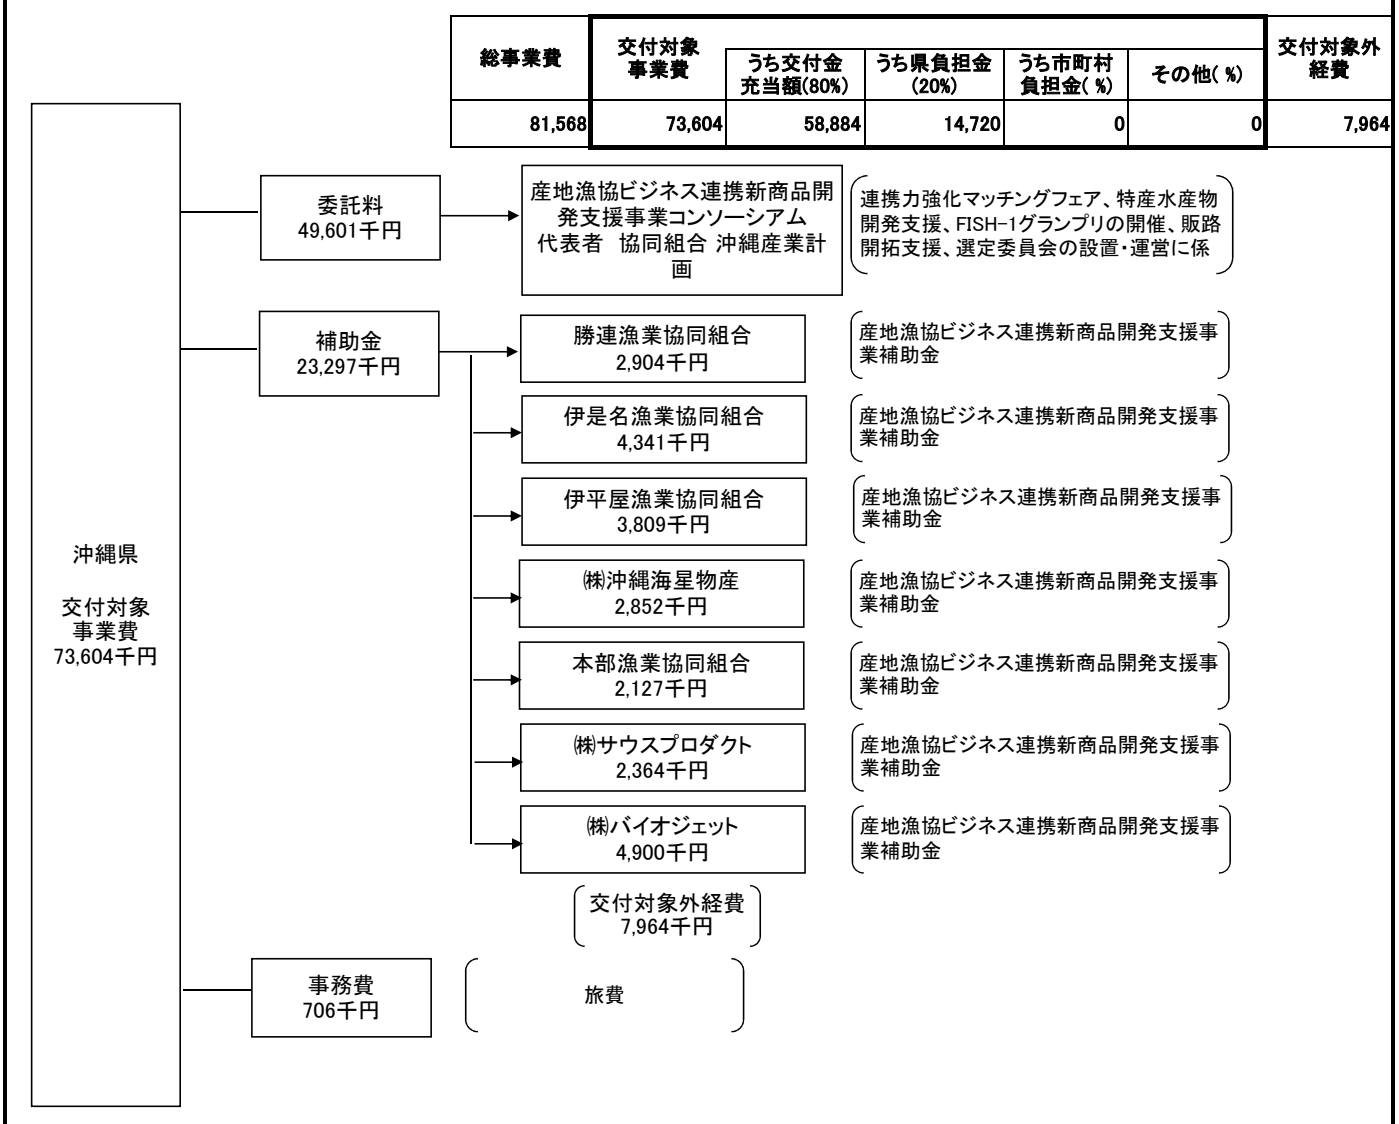 総事業費
交付対象
事業費
うち交付金
充当額(80%)
うち県負担金
(20%)
うち市町村
負担金( %)
その他( %)
交付対象外
経費
81,568
73,604
58,884
14,720
0
0
7,964
沖縄県
交付対象
事業費
73,604千円
委託料
49,601千円
産地漁協ビジネス連携新商品開
発支援事業コンソーシアム
代表者　協同組合 沖縄産業計
画
連携力強化マッチングフェア、特産水産物
開発支援、FISH-1グランプリの開催、販路
開拓支援、選定委員会の設置・運営に係
補助金
23,297千円
勝連漁業協同組合
2,904千円
産地漁協ビジネス連携新商品開発支援事
業補助金
伊是名漁業協同組合
4,341千円
産地漁協ビジネス連携新商品開発支援事
業補助金
伊平屋漁業協同組合
3,809千円
産地漁協ビジネス連携新商品開発支援事
業補助金
㈱沖縄海星物産
2,852千円
産地漁協ビジネス連携新商品開発支援事
業補助金
本部漁業協同組合
2,127千円
産地漁協ビジネス連携新商品開発支援事
業補助金
㈱サウスプロダクト
2,364千円
産地漁協ビジネス連携新商品開発支援事
業補助金
㈱バイオジェット
4,900千円
産地漁協ビジネス連携新商品開発支援事
業補助金
交付対象外経費
7,964千円
事務費
706千円
旅費